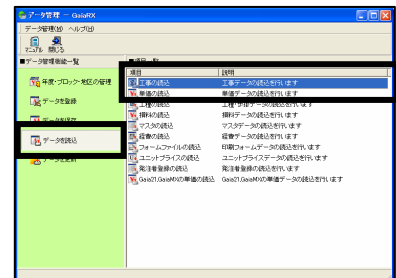 データ管理 － GaiaRX
データ管理(M) ヘルプ(H)
マニュアル 閉じる
■データ管理機能一覧
年度・ブロック・地区の管理
データを登録
データを読込
■項目一覧
項目 説明
工事の読込 工事データの読込を行います
単価の読込 単価データの読込を行います
工種の読込 工種・歩掛データの読込を行います
損料の読込 損料データの読込を行います
マスタの読込 マスタデータの読込を行います
経費の読込 経費データの読込を行います
フォームファイルの読込 印刷フォームデータの読込を行います
ユニットプライスの読込 ユニットプライスデータの読込を行います
発注者登録の読込 発注者登録の読込を行います
Gaia21,GaiaMXの単価の読込 Gaia21,GaiaMXの単価データの読込を行います